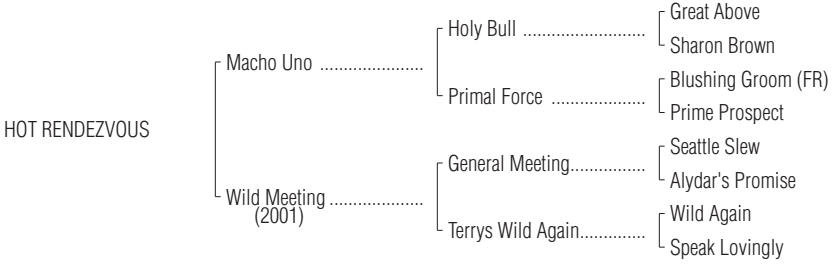 Great Above
Holy Bull ..........................
Sharon Brown
Macho Uno ......................
Blushing Groom (FR)
Primal Force ....................
Prime Prospect
HOT RENDEZVOUS
Seattle Slew
General Meeting................
Alydar's Promise
Wild Meeting ....................
(2001)
Wild Again
Terrys Wild Again..............
Speak Lovingly